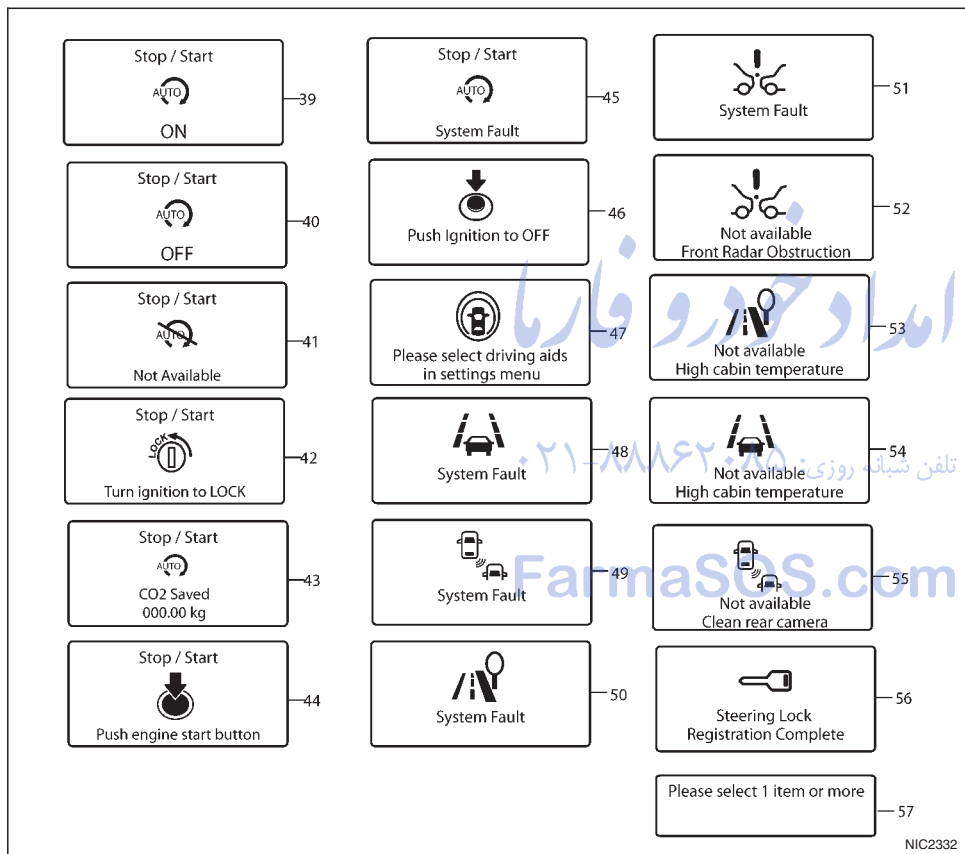 Stop / Start
AUTO
ON
39
Stop / Start
AUTO
OFF
40
Stop / Start
AUTO
Not Available
41
Stop / Start
LOCK
Turn ignition to LOCK
42
Stop / Start
AUTO
CO2 Saved
000.00 kg
43
Stop / Start
Push engine start button
44
Stop / Start
AUTO
System Fault
45
Push Ignition to OFF
46
Please select driving aids
in settings menu
47
System Fault
48
System Fault
49
System Fault
50
System Fault
51
Not available
Front Radar Obstruction
52
Not available
High cabin temperature
53
Not available
High cabin temperature
54
Not available
Clean rear camera
55
Steering Lock
Registration Complete
56
Please select 1 item or more
57
امداد خودرو فارما
تلفن شبانه روزی: ۸۸۸۶۲۰۸۵-۰۲۱
FarmaSOS.com
NIC2332